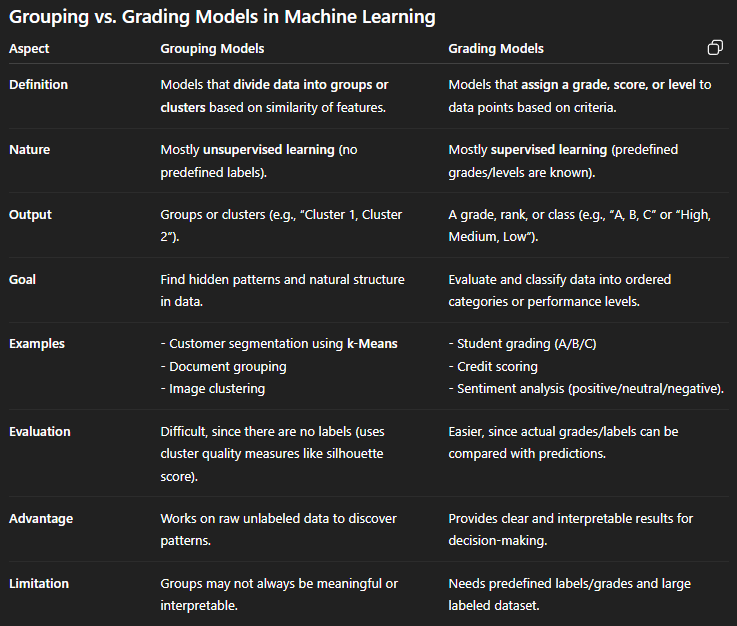 Grouping vs. Grading Models in Machine Learning
Aspect Grouping Models Grading Models
Definition Models that divide data into groups or Models that assign a grade, score, or level to
clusters based on similarity of features. data points based on criteria.
Nature Mostly unsupervised learning (no Mostly supervised learning (predefined
predefined labels). grades/levels are known).
Output Groups or clusters (e.g., “Cluster 1, Cluster A grade, rank, or class (e.g., “A, B, C” or “High,
2”). Medium, Low”).
Goal Find hidden patterns and natural structure Evaluate and classify data into ordered
in data. categories or performance levels.
Examples - Customer segmentation using k-Means - Student grading (A/B/C)
- Document grouping - Credit scoring
- Image clustering - Sentiment analysis (positive/neutral/negative).
Evaluation Difficult, since there are no labels (uses Easier, since actual grades/labels can be
cluster quality measures like silhouette compared with predictions.
score).
Advantage Works on raw unlabeled data to discover Provides clear and interpretable results for
patterns. decision-making.
Limitation Groups may not always be meaningful or Needs predefined labels/grades and large
interpretable. labeled dataset.